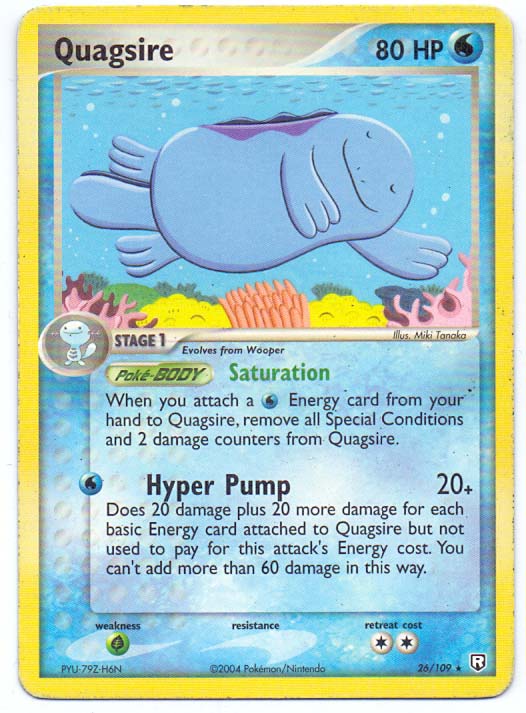 Quagsire 80 HP
Illus. Miki Tanaka
STAGE 1
Evolves from Wooper
Poké-BODY Saturation
When you attach a Energy card from your
hand to Quagsire, remove all Special Conditions
and 2 damage counters from Quagsire.
Hyper Pump 20+
Does 20 damage plus 20 more damage for each
basic Energy card attached to Quagsire but not
used to pay for this attack's Energy cost. You
can't add more than 60 damage in this way.
weakness resistance retreat cost
PYU-79Z-H6N ©2004 Pokémon/Nintendo 26/109 ★ R